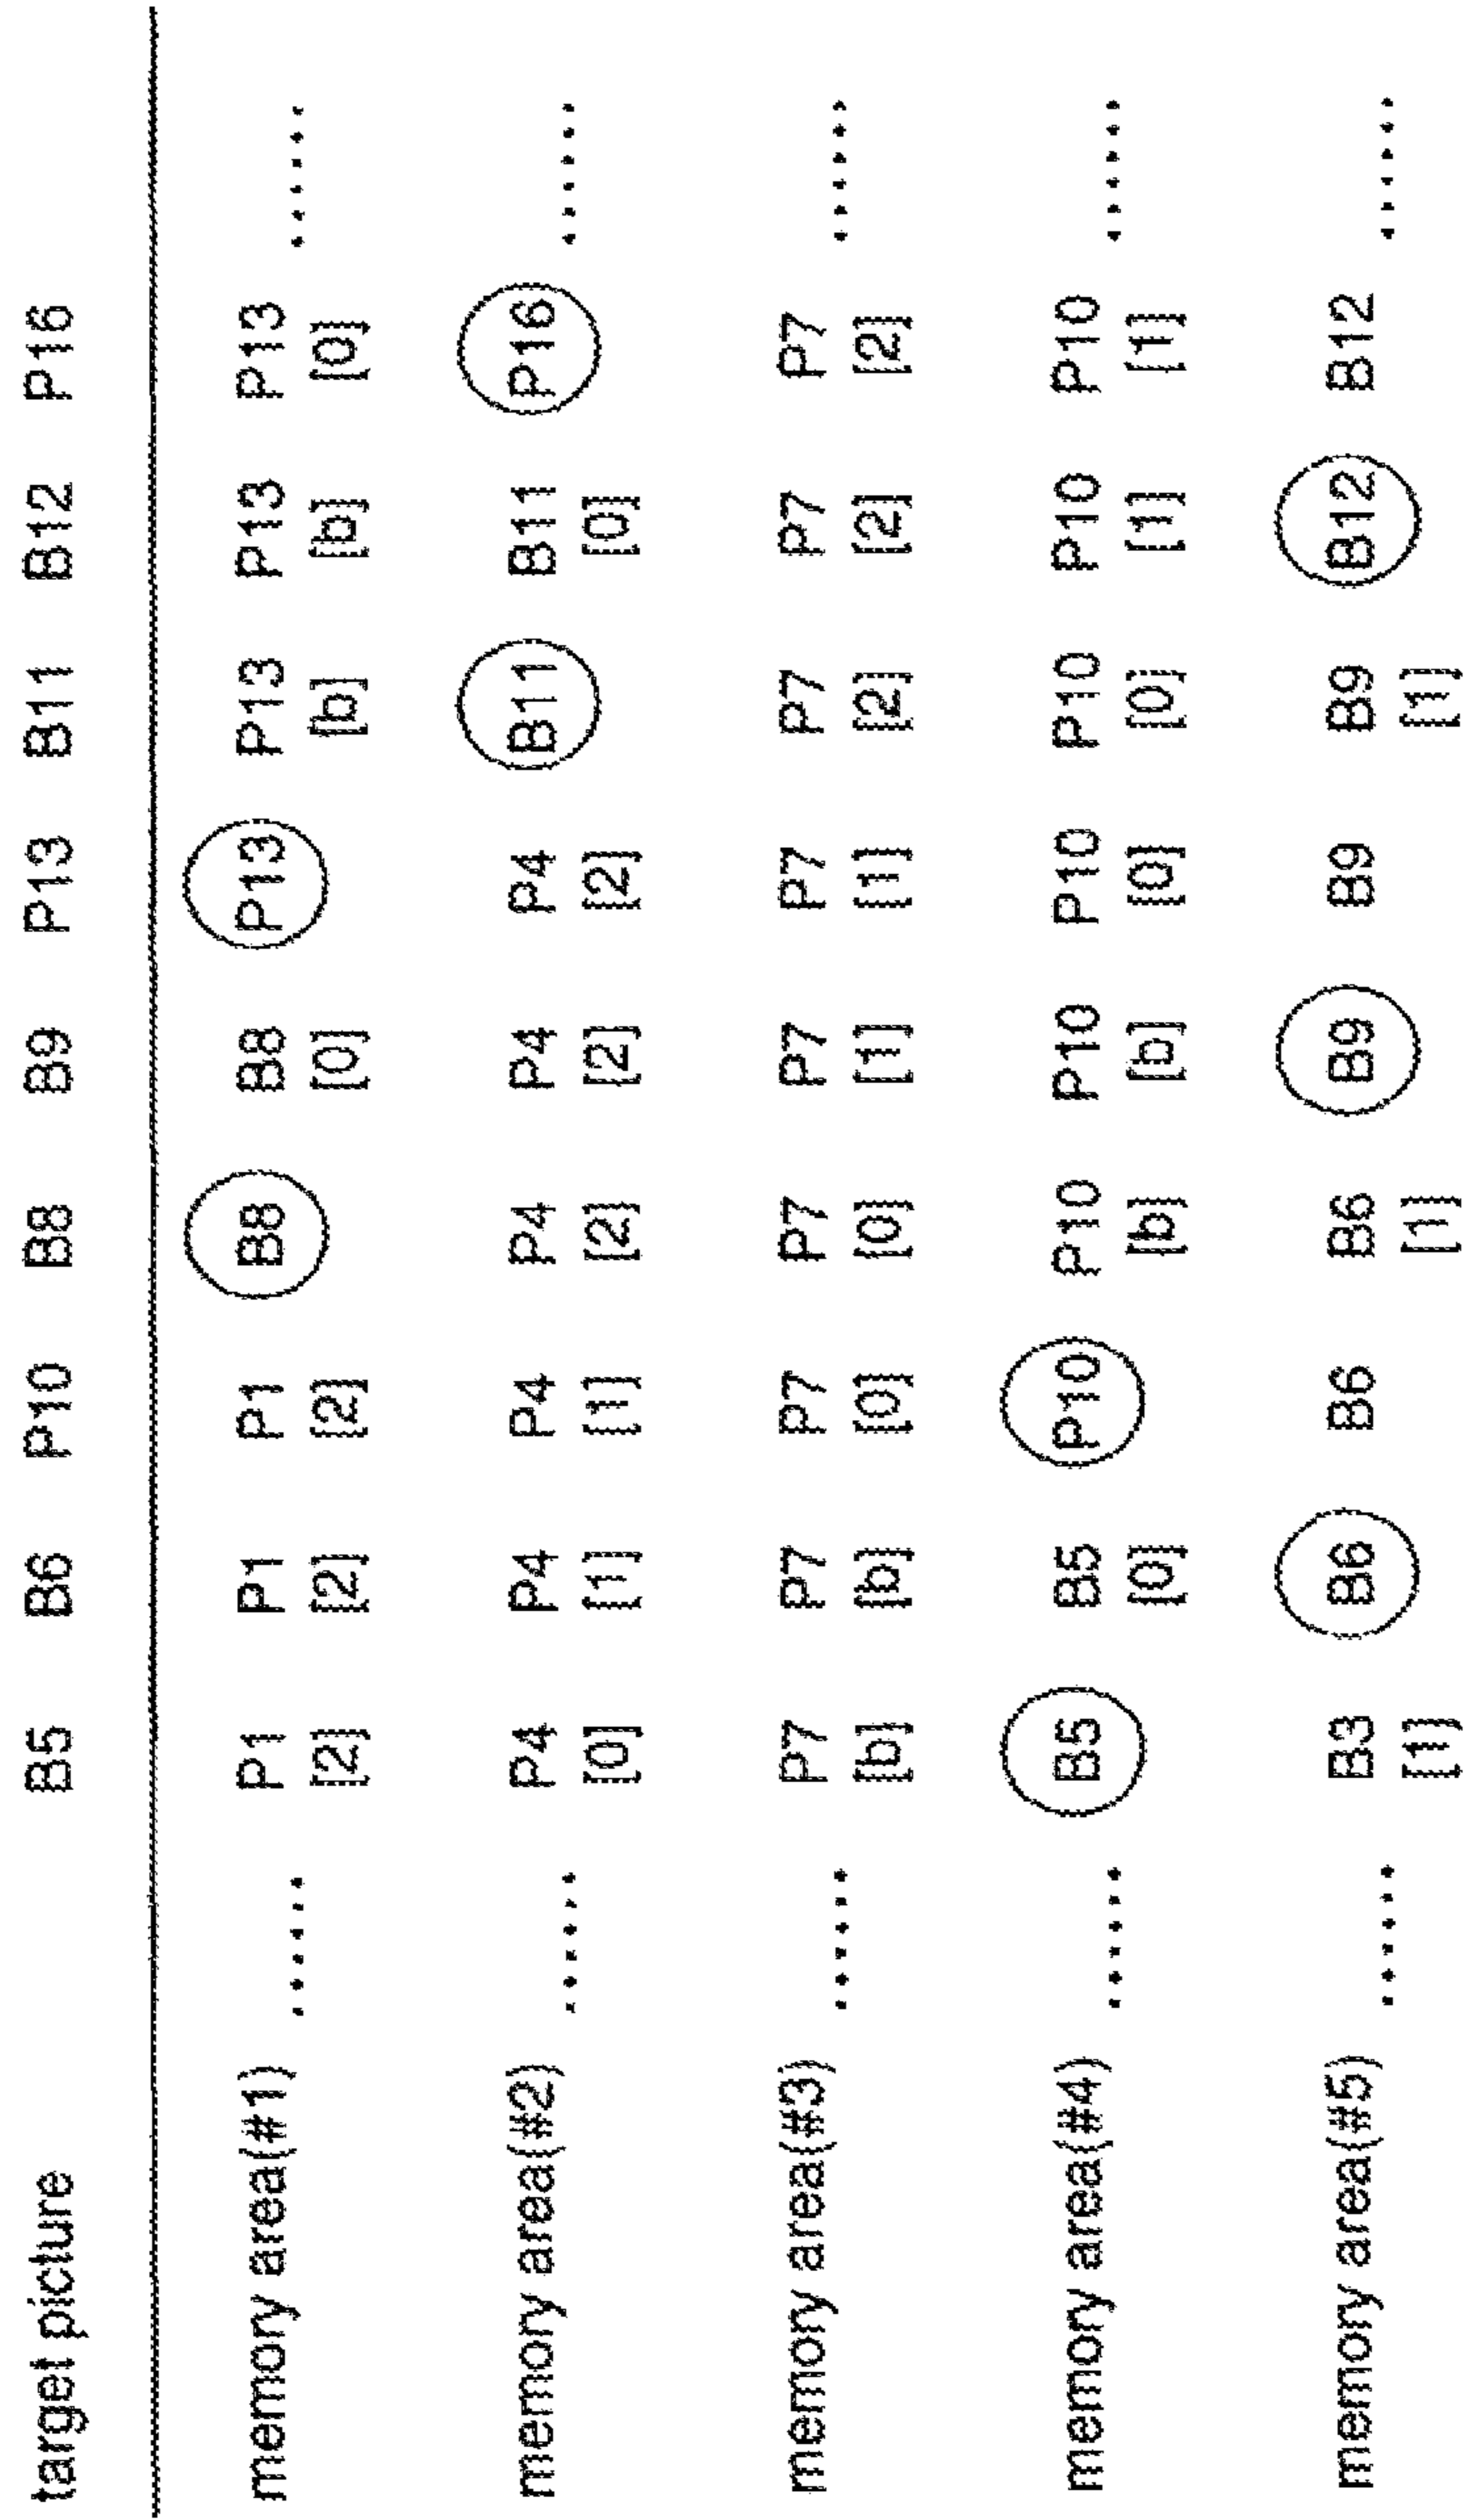 target picture B5 B6 P10 B8 B9 P13 B11 B12 P16
memory area(#1) ...... P1 P1 P1 B8 B8 P13 P13 P13 P13 ......
[2] [2] [2] [0] [b] [b] [0]
memory area(#2) ...... P4 P4 P4 P4 P4 P4 B11 B11 P16 ......
[0] [1] [1] [2] [2] [2] [0]
memory area(#3) ...... P7 P7 P7 P7 P7 P7 P7 P7 P7 ......
[b] [b] [0] [0] [1] [1] [2] [2] [2]
memory area(#4) ...... B5 B5 P10 P10 P10 P10 P10 P10 P10 ......
[0] [b] [b] [0] [0] [1] [1]
memory area(#5) ...... B3 B6 B6 B6 B9 B9 B9 B12 B12 ......
[1] [1] [1]